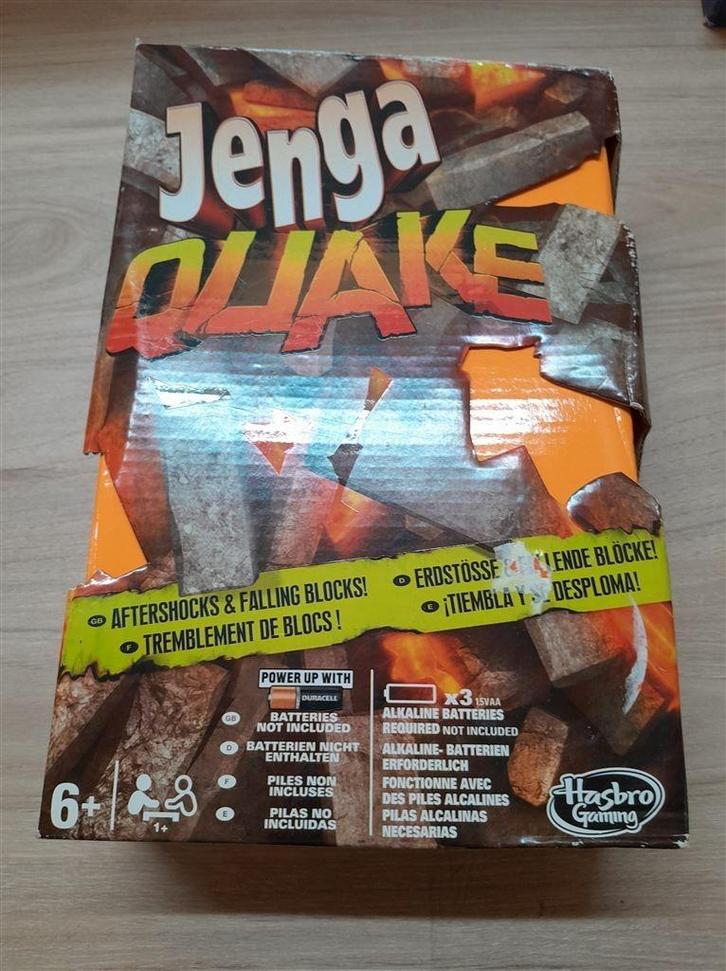 Jenga
QUAKE
GB AFTERSHOCKS & FALLING BLOCKS!
F TREMBLEMENT DE BLOCS !
D ERDSTÖSSE LENDE BLÖCKE!
E ¡TIEMBLA Y SE DESPLOMA!
POWER UP WITH
DURACELL
GB BATTERIES
NOT INCLUDED
D BATTERIEN NICHT
ENTHALTEN
F PILES NON
INCLUSES
E PILAS NO
INCLUIDAS
x3 1.5V AA
ALKALINE BATTERIES
REQUIRED NOT INCLUDED
ALKALINE- BATTERIEN
ERFORDERLICH
FONCTIONNE AVEC
DES PILES ALCALINES
PILAS ALCALINAS
NECESARIAS
6+
1+
Hasbro
Gaming